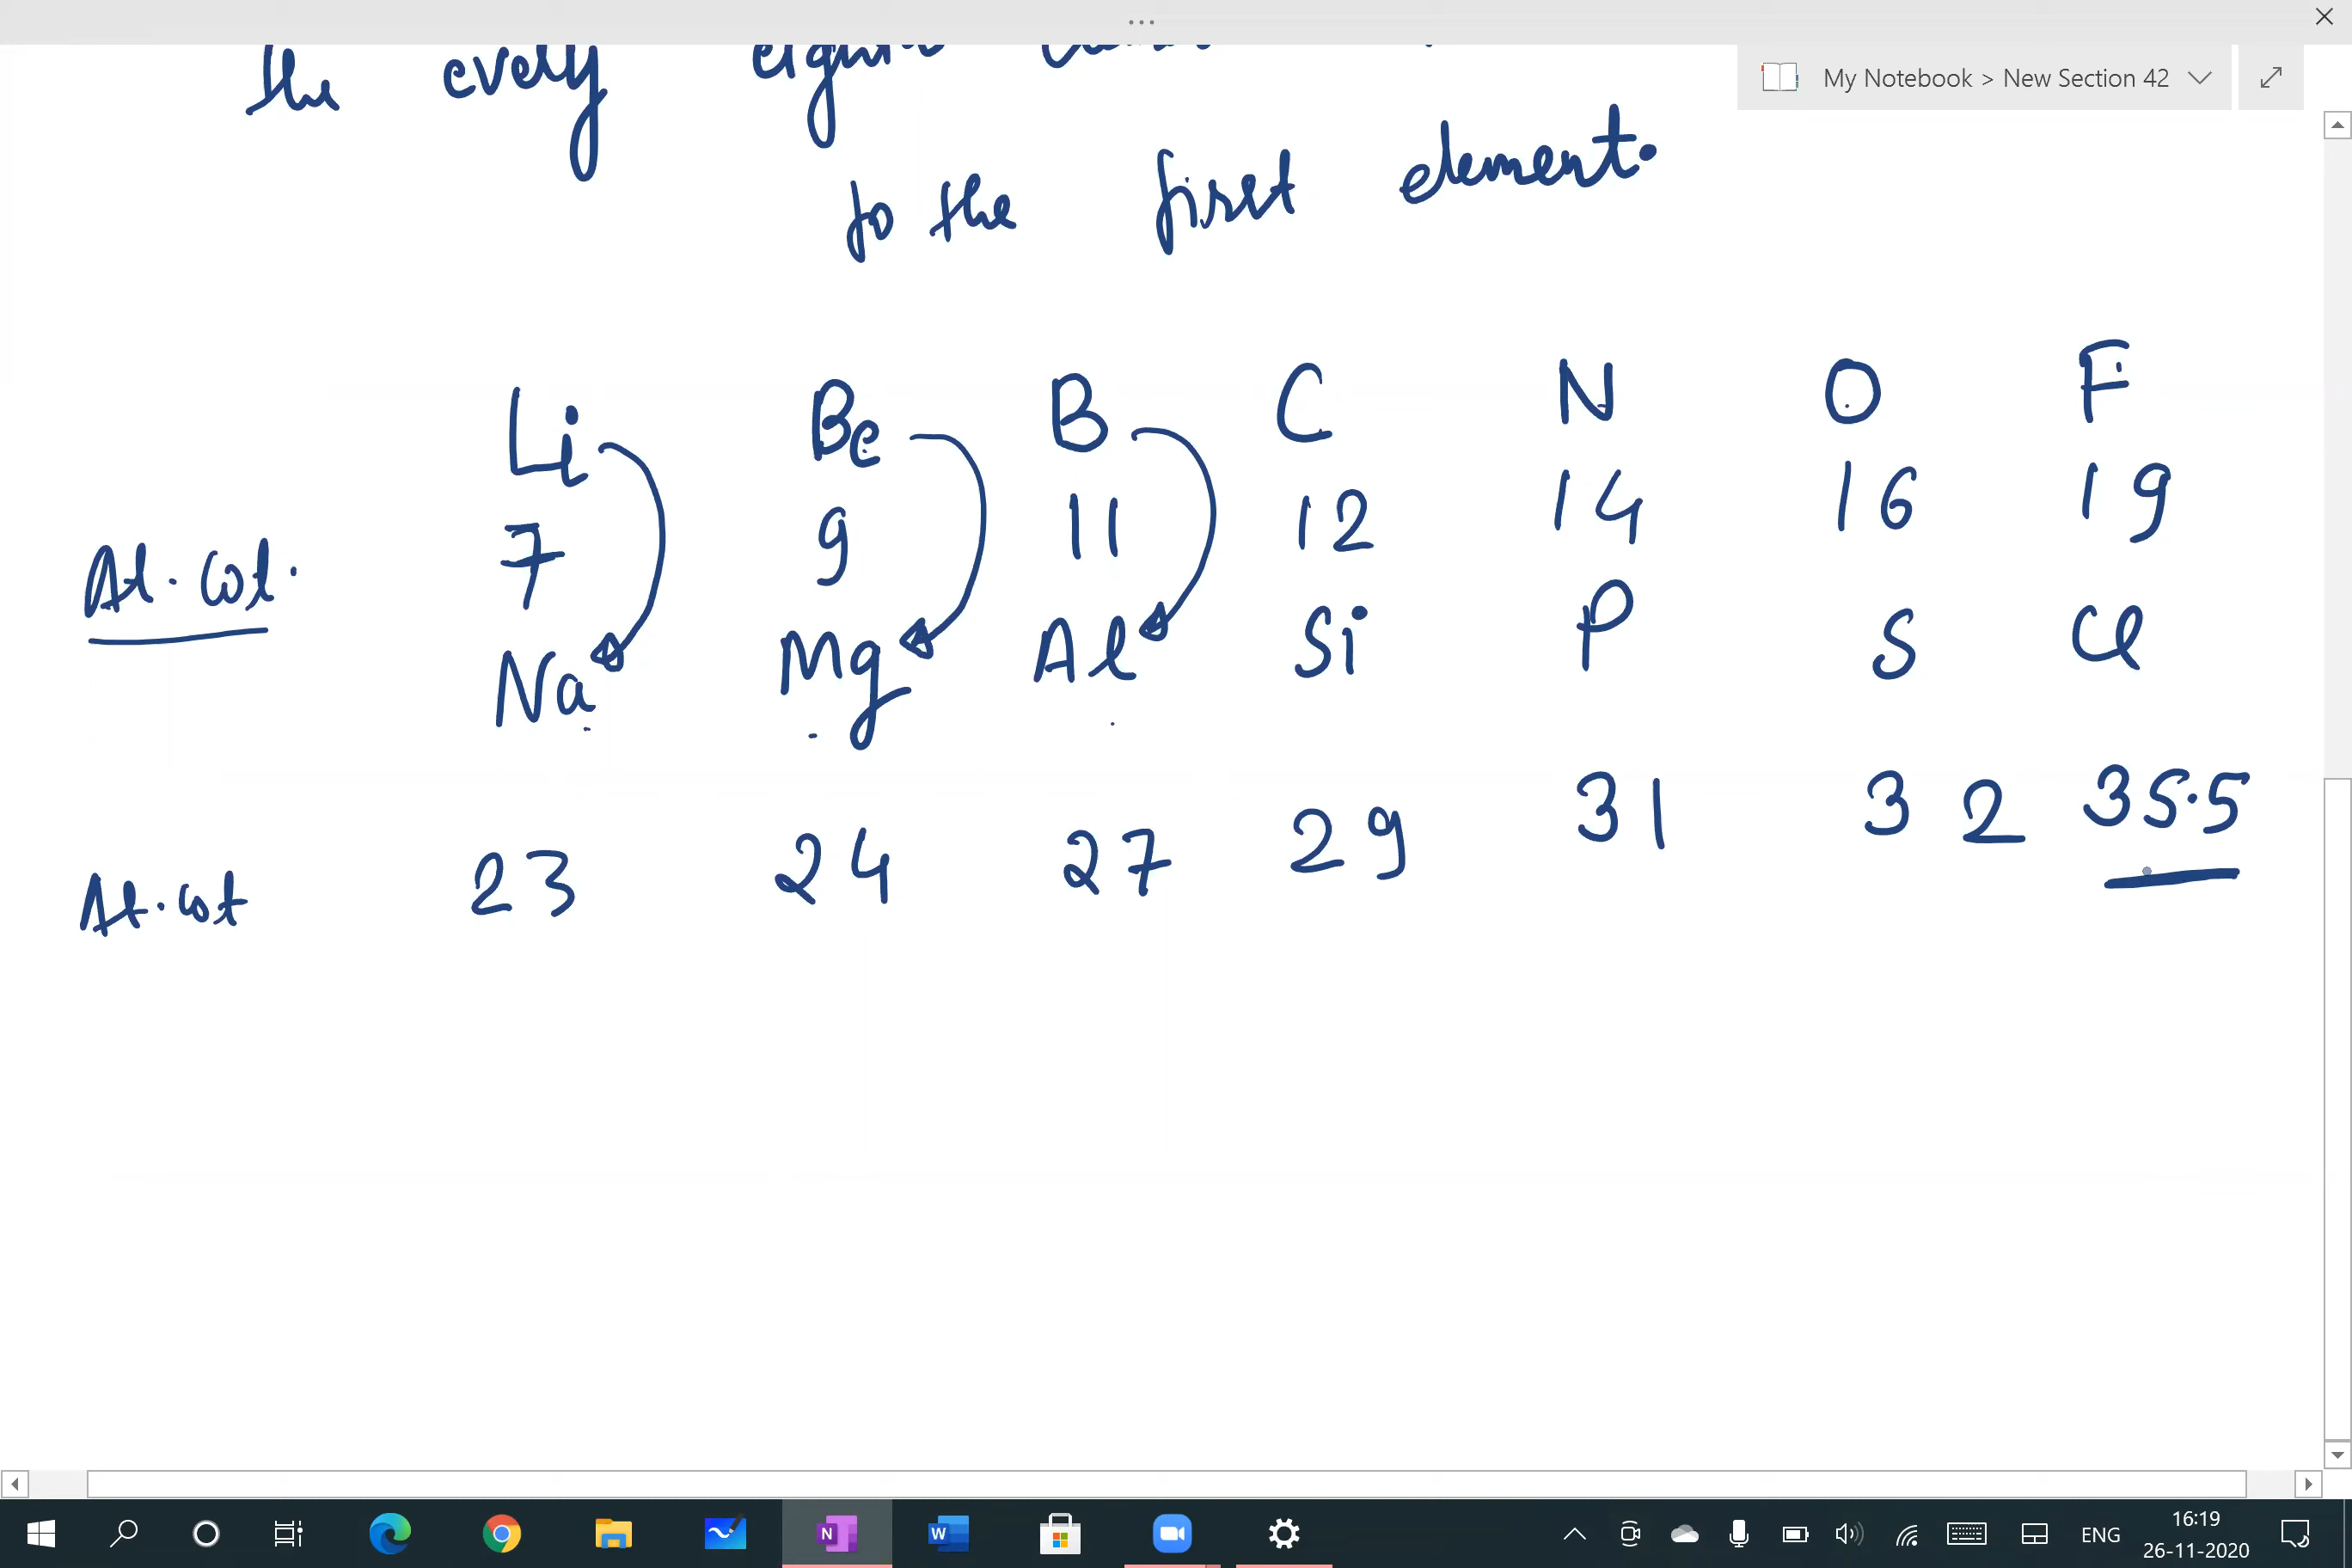 My Notebook > New Section 42
the every
to the first element.
Li Be B C N O F
At. wt. 7 9 11 12 14 16 19
Na Mg Al Si P S Cl
At. wt 23 24 27 29 31 32 35.5
N
W
ENG
16:19
26-11-2020